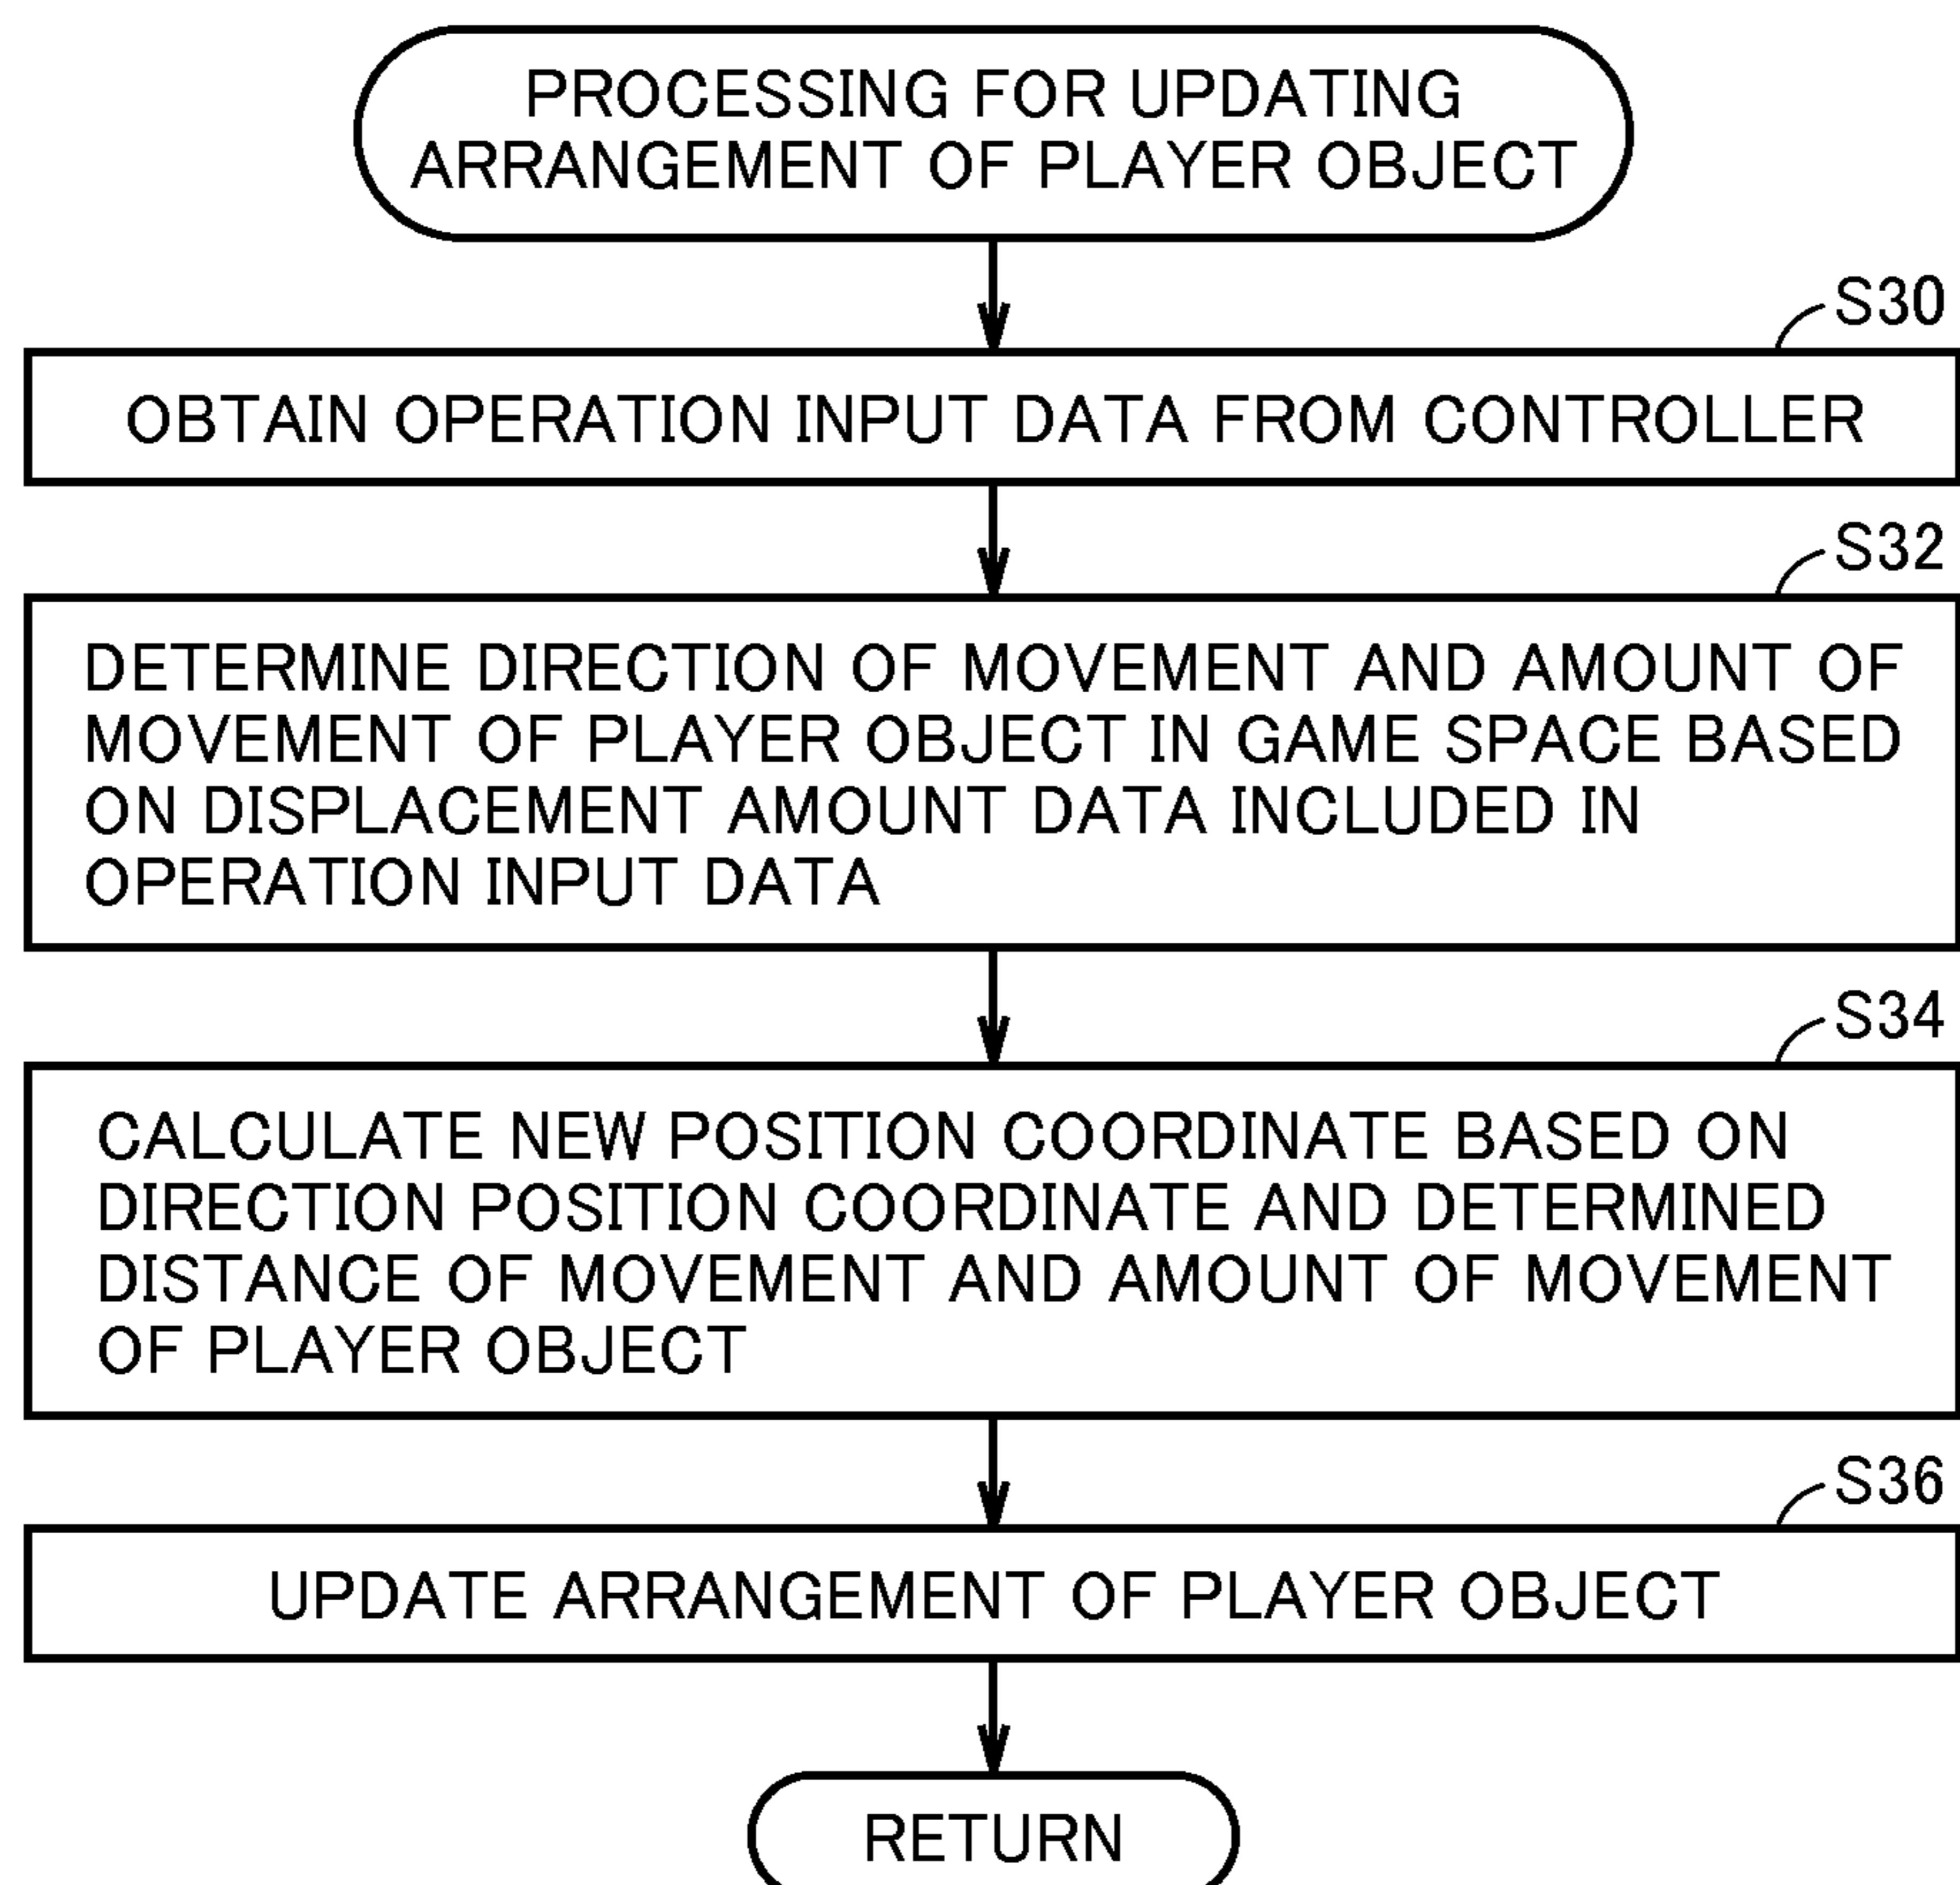 PROCESSING FOR UPDATING
ARRANGEMENT OF PLAYER OBJECT
S30
OBTAIN OPERATION INPUT DATA FROM CONTROLLER
S32
DETERMINE DIRECTION OF MOVEMENT AND AMOUNT OF
MOVEMENT OF PLAYER OBJECT IN GAME SPACE BASED
ON DISPLACEMENT AMOUNT DATA INCLUDED IN
OPERATION INPUT DATA
S34
CALCULATE NEW POSITION COORDINATE BASED ON
DIRECTION POSITION COORDINATE AND DETERMINED
DISTANCE OF MOVEMENT AND AMOUNT OF MOVEMENT
OF PLAYER OBJECT
S36
UPDATE ARRANGEMENT OF PLAYER OBJECT
RETURN